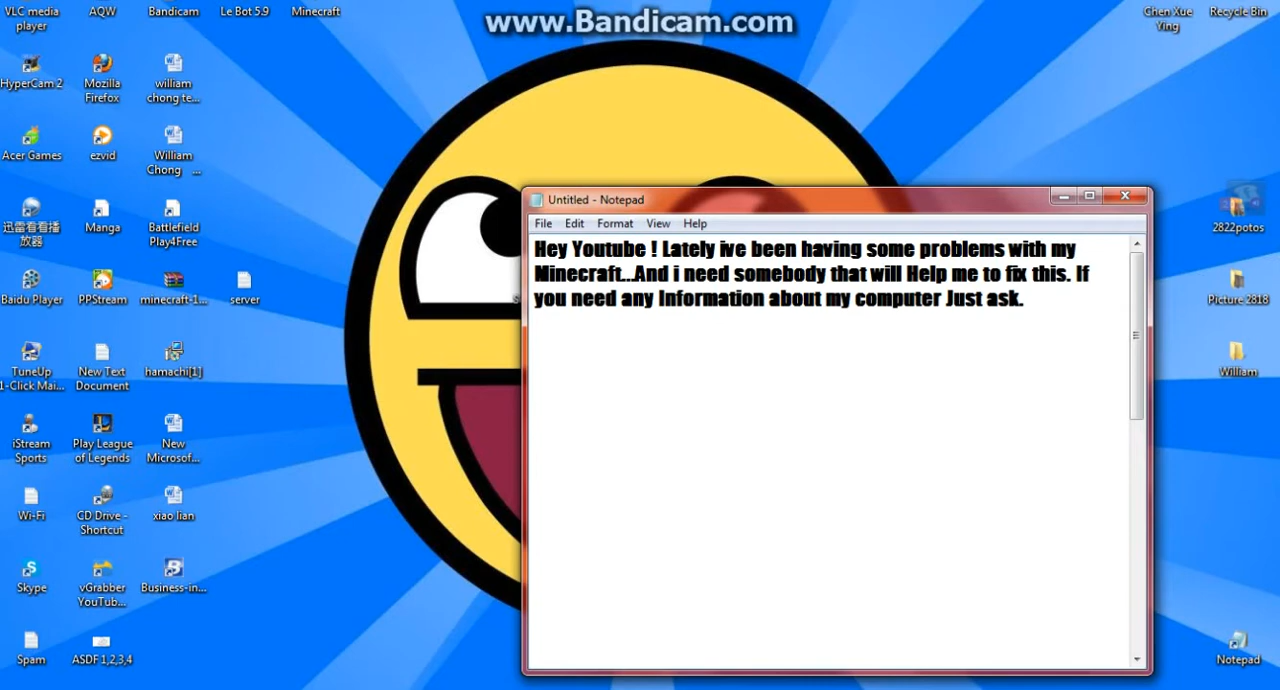 VLC media
player
AQW
Bandicam
Le Bot 5.9
Minecraft
www.Bandicam.com
Chen Xue
Ying
Recycle Bin
HyperCam 2
Mozilla
Firefox
william
chong te...
Acer Games
ezvid
William
Chong ...
迅雷看看播
放器
Manga
Battlefield
Play4Free
Baidu Player
PPStream
minecraft-1...
server
TuneUp
1-Click Mai...
New Text
Document
hamachi[1]
iStream
Sports
Play League
of Legends
New
Microsof...
Wi-Fi
CD Drive -
Shortcut
xiao lian
Skype
vGrabber
YouTub...
Business-in...
Spam
ASDF 1,2,3,4
Untitled - Notepad
File Edit Format View Help
Hey Youtube ! Lately ive been having some problems with my
Minecraft...And i need somebody that will Help me to fix this. If
you need any Information about my computer Just ask.
2822potos
Picture 2818
William
Notepad